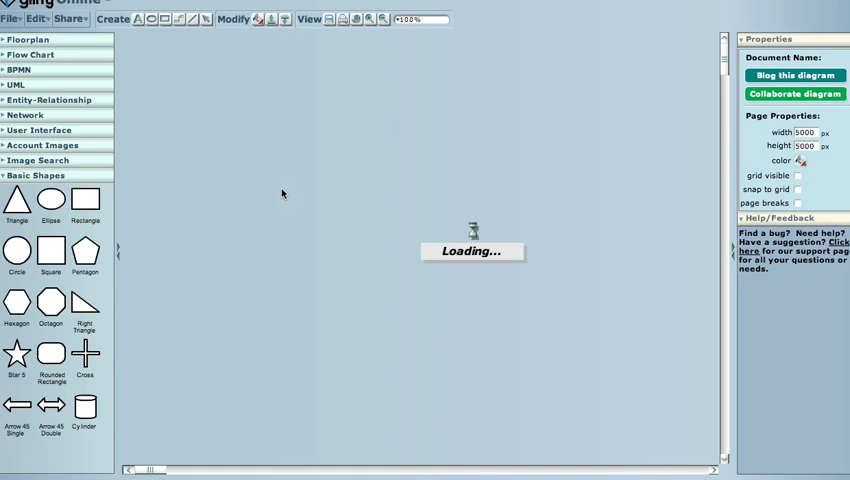 gling
File Edit Share Create Modify View 100%
Floorplan
Flow Chart
BPMN
UML
Entity-Relationship
Network
User Interface
Account Images
Image Search
Basic Shapes
Triangle Ellipse Rectangle
Circle Square Pentagon
Hexagon Octagon Right Triangle
Star 5 Rounded Rectangle Cross
Arrow 45 Single Arrow 45 Double Cylinder
Loading...
Properties
Document Name:
Blog this diagram
Collaborate diagram
Page Properties:
width 5000 px
height 5000 px
color
grid visible
snap to grid
page breaks
Help/Feedback
Find a bug? Need help?
Have a suggestion? Click
here for our support pag
for all your questions or
needs.